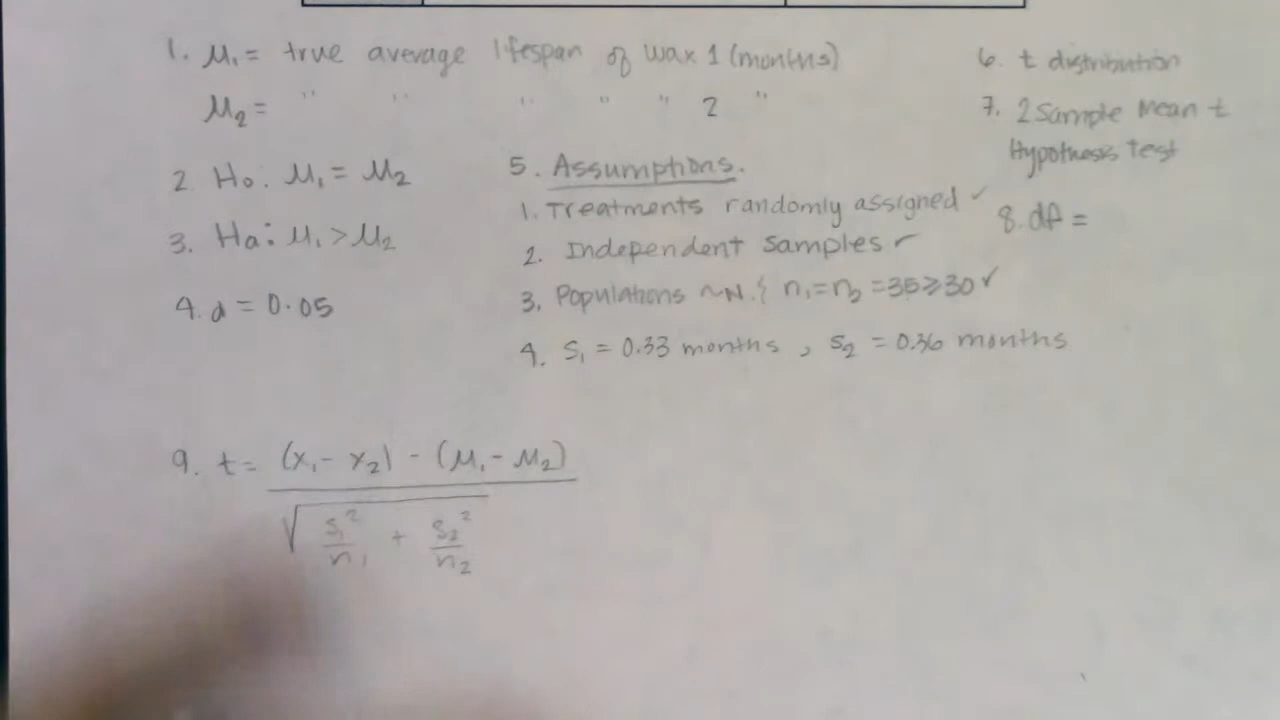 1. μ₁ = true average lifespan of wax 1 (months)
μ₂ = " " " " " 2 "
2. Ho: μ₁ = μ₂
3. Ha: μ₁ > μ₂
4. α = 0.05
5. Assumptions.
1. Treatments randomly assigned ✓
2. Independent samples ✓
3. Populations ~N. { n₁ = n₂ = 35 ≥ 30 ✓
4. S₁ = 0.33 months , S₂ = 0.36 months
6. t distribution
7. 2 Sample Mean t
Hypothesis test
8. df =
9. t = (x₁ - x₂) - (μ₁ - μ₂)
√ s₁²/n₁ + s₂²/n₂